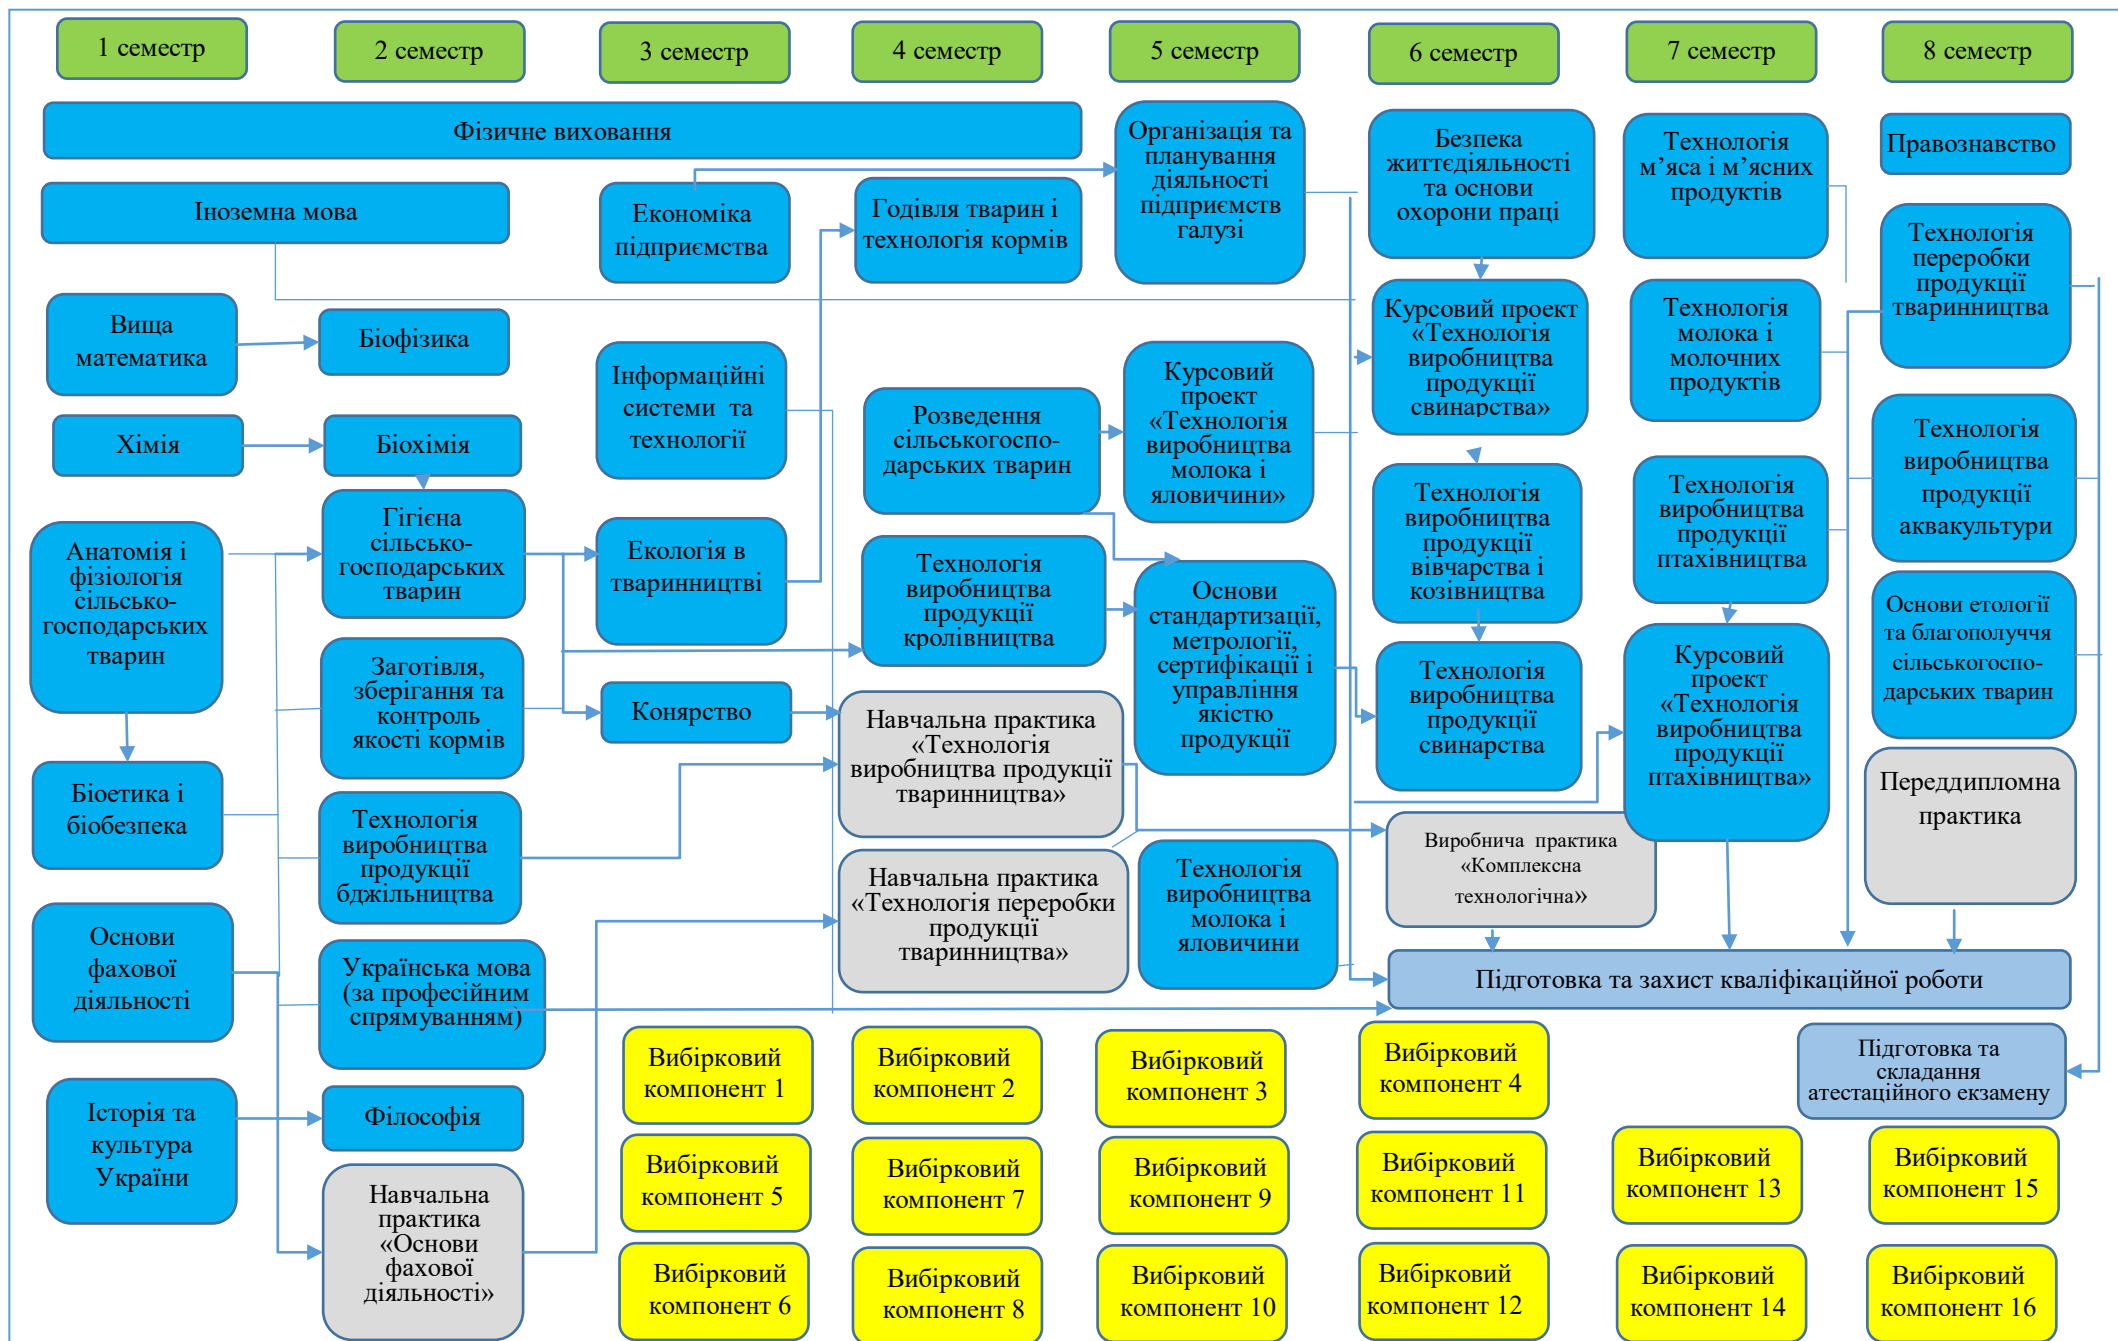 1 семестр
2 семестр
3 семестр
4 семестр
5 семестр
6 семестр
7 семестр
8 семестр
Фізичне виховання
Іноземна мова
Вища
математика
Хімія
Анатомія і
фізіологія
сільсько-
господарських
тварин
Біоетика і
біобезпека
Основи
фахової
діяльності
Історія та
культура
України
Біофізика
Біохімія
Гігієна
сільсько-
господарських
тварин
Заготівля,
зберігання та
контроль
якості кормів
Технологія
виробництва
продукції
бджільництва
Українська мова
(за професійним
спрямуванням)
Філософія
Навчальна
практика
«Основи
фахової
діяльності»
Економіка
підприємства
Інформаційні
системи та
технології
Екологія в
тваринництві
Конярство
Вибірковий
компонент 1
Вибірковий
компонент 5
Вибірковий
компонент 6
Годівля тварин і
технологія кормів
Розведення
сільськогоспо-
дарських тварин
Технологія
виробництва
продукції
кролівництва
Навчальна практика
«Технологія
виробництва продукції
тваринництва»
Навчальна практика
«Технологія переробки
продукції
тваринництва»
Вибірковий
компонент 2
Вибірковий
компонент 7
Вибірковий
компонент 8
Організація та
планування
діяльності
підприємств
галузі
Курсовий
проект
«Технологія
виробництва
молока і
яловичини»
Основи
стандартизації,
метрології,
сертифікації і
управління
якістю
продукції
Технологія
виробництва
молока і
яловичини
Вибірковий
компонент 3
Вибірковий
компонент 9
Вибірковий
компонент 10
Безпека
життєдіяльності
та основи
охорони праці
Курсовий проект
«Технологія
виробництва
продукції
свинарства»
Технологія
виробництва
продукції
вівчарства і
козівництва
Технологія
виробництва
продукції
свинарства
Виробнича практика
«Комплексна
технологічна»
Підготовка та захист кваліфікаційної роботи
Вибірковий
компонент 4
Вибірковий
компонент 11
Вибірковий
компонент 12
Технологія
м’яса і м’ясних
продуктів
Технологія
молока і
молочних
продуктів
Технологія
виробництва
продукції
птахівництва
Курсовий
проект
«Технологія
виробництва
продукції
птахівництва»
Вибірковий
компонент 13
Вибірковий
компонент 14
Правознавство
Технологія
переробки
продукції
тваринництва
Технологія
виробництва
продукції
аквакультури
Основи етології
та благополуччя
сільськогоспо-
дарських тварин
Переддипломна
практика
Підготовка та
складання
атестаційного екзамену
Вибірковий
компонент 15
Вибірковий
компонент 16